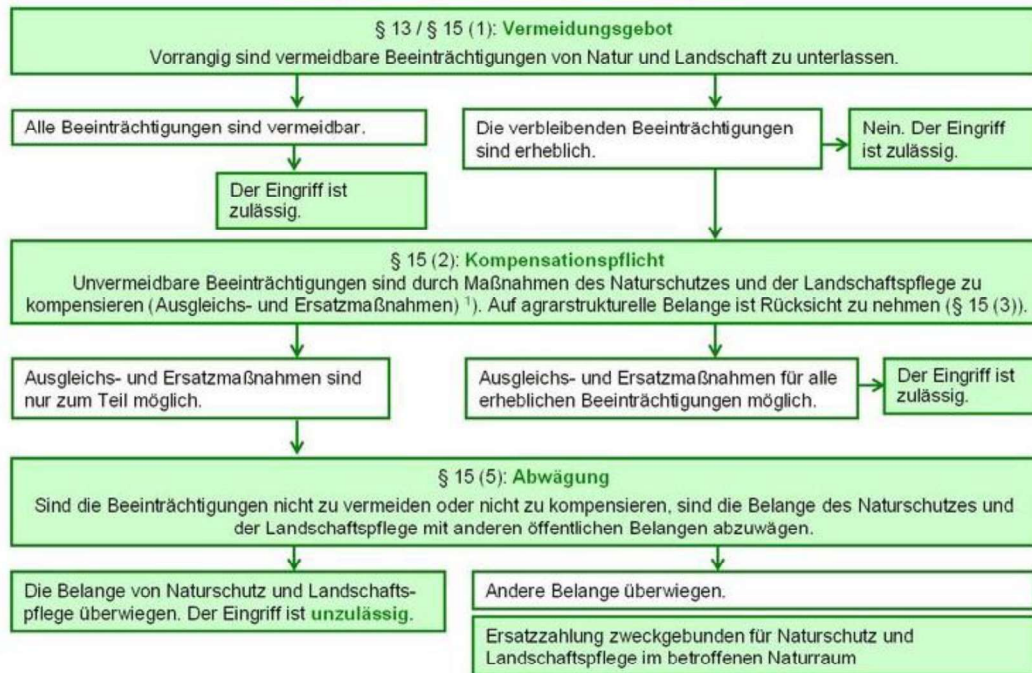 § 13 / § 15 (1): Vermeidungsgebot
Vorrangig sind vermeidbare Beeinträchtigungen von Natur und Landschaft zu unterlassen.
Alle Beeinträchtigungen sind vermeidbar.
Der Eingriff ist
zulässig.
Die verbleibenden Beeinträchtigungen
sind erheblich.
Nein. Der Eingriff
ist zulässig.
§ 15 (2): Kompensationspflicht
Unvermeidbare Beeinträchtigungen sind durch Maßnahmen des Naturschutzes und der Landschaftspflege zu
kompensieren (Ausgleichs- und Ersatzmaßnahmen) ¹). Auf agrarstrukturelle Belange ist Rücksicht zu nehmen (§ 15 (3)).
Ausgleichs- und Ersatzmaßnahmen sind
nur zum Teil möglich.
Ausgleichs- und Ersatzmaßnahmen für alle
erheblichen Beeinträchtigungen möglich.
Der Eingriff ist
zulässig.
§ 15 (5): Abwägung
Sind die Beeinträchtigungen nicht zu vermeiden oder nicht zu kompensieren, sind die Belange des Naturschutzes und
der Landschaftspflege mit anderen öffentlichen Belangen abzuwägen.
Die Belange von Naturschutz und Landschafts-
pflege überwiegen. Der Eingriff ist unzulässig.
Andere Belange überwiegen.
Ersatzzahlung zweckgebunden für Naturschutz und
Landschaftspflege im betroffenen Naturraum